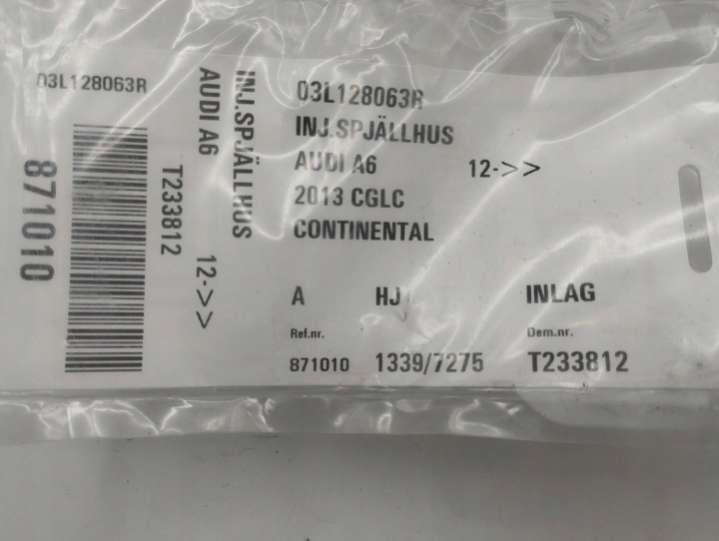 03L128063R
871010
T233812
AUDI A6 12->>
INJ.SPJÄLLHUS
03L128063R
INJ.SPJÄLLHUS
AUDI A6 12->>
2013 CGLC
CONTINENTAL
A HJ INLAG
Ref.nr. Dem.nr.
871010 1339/7275 T233812